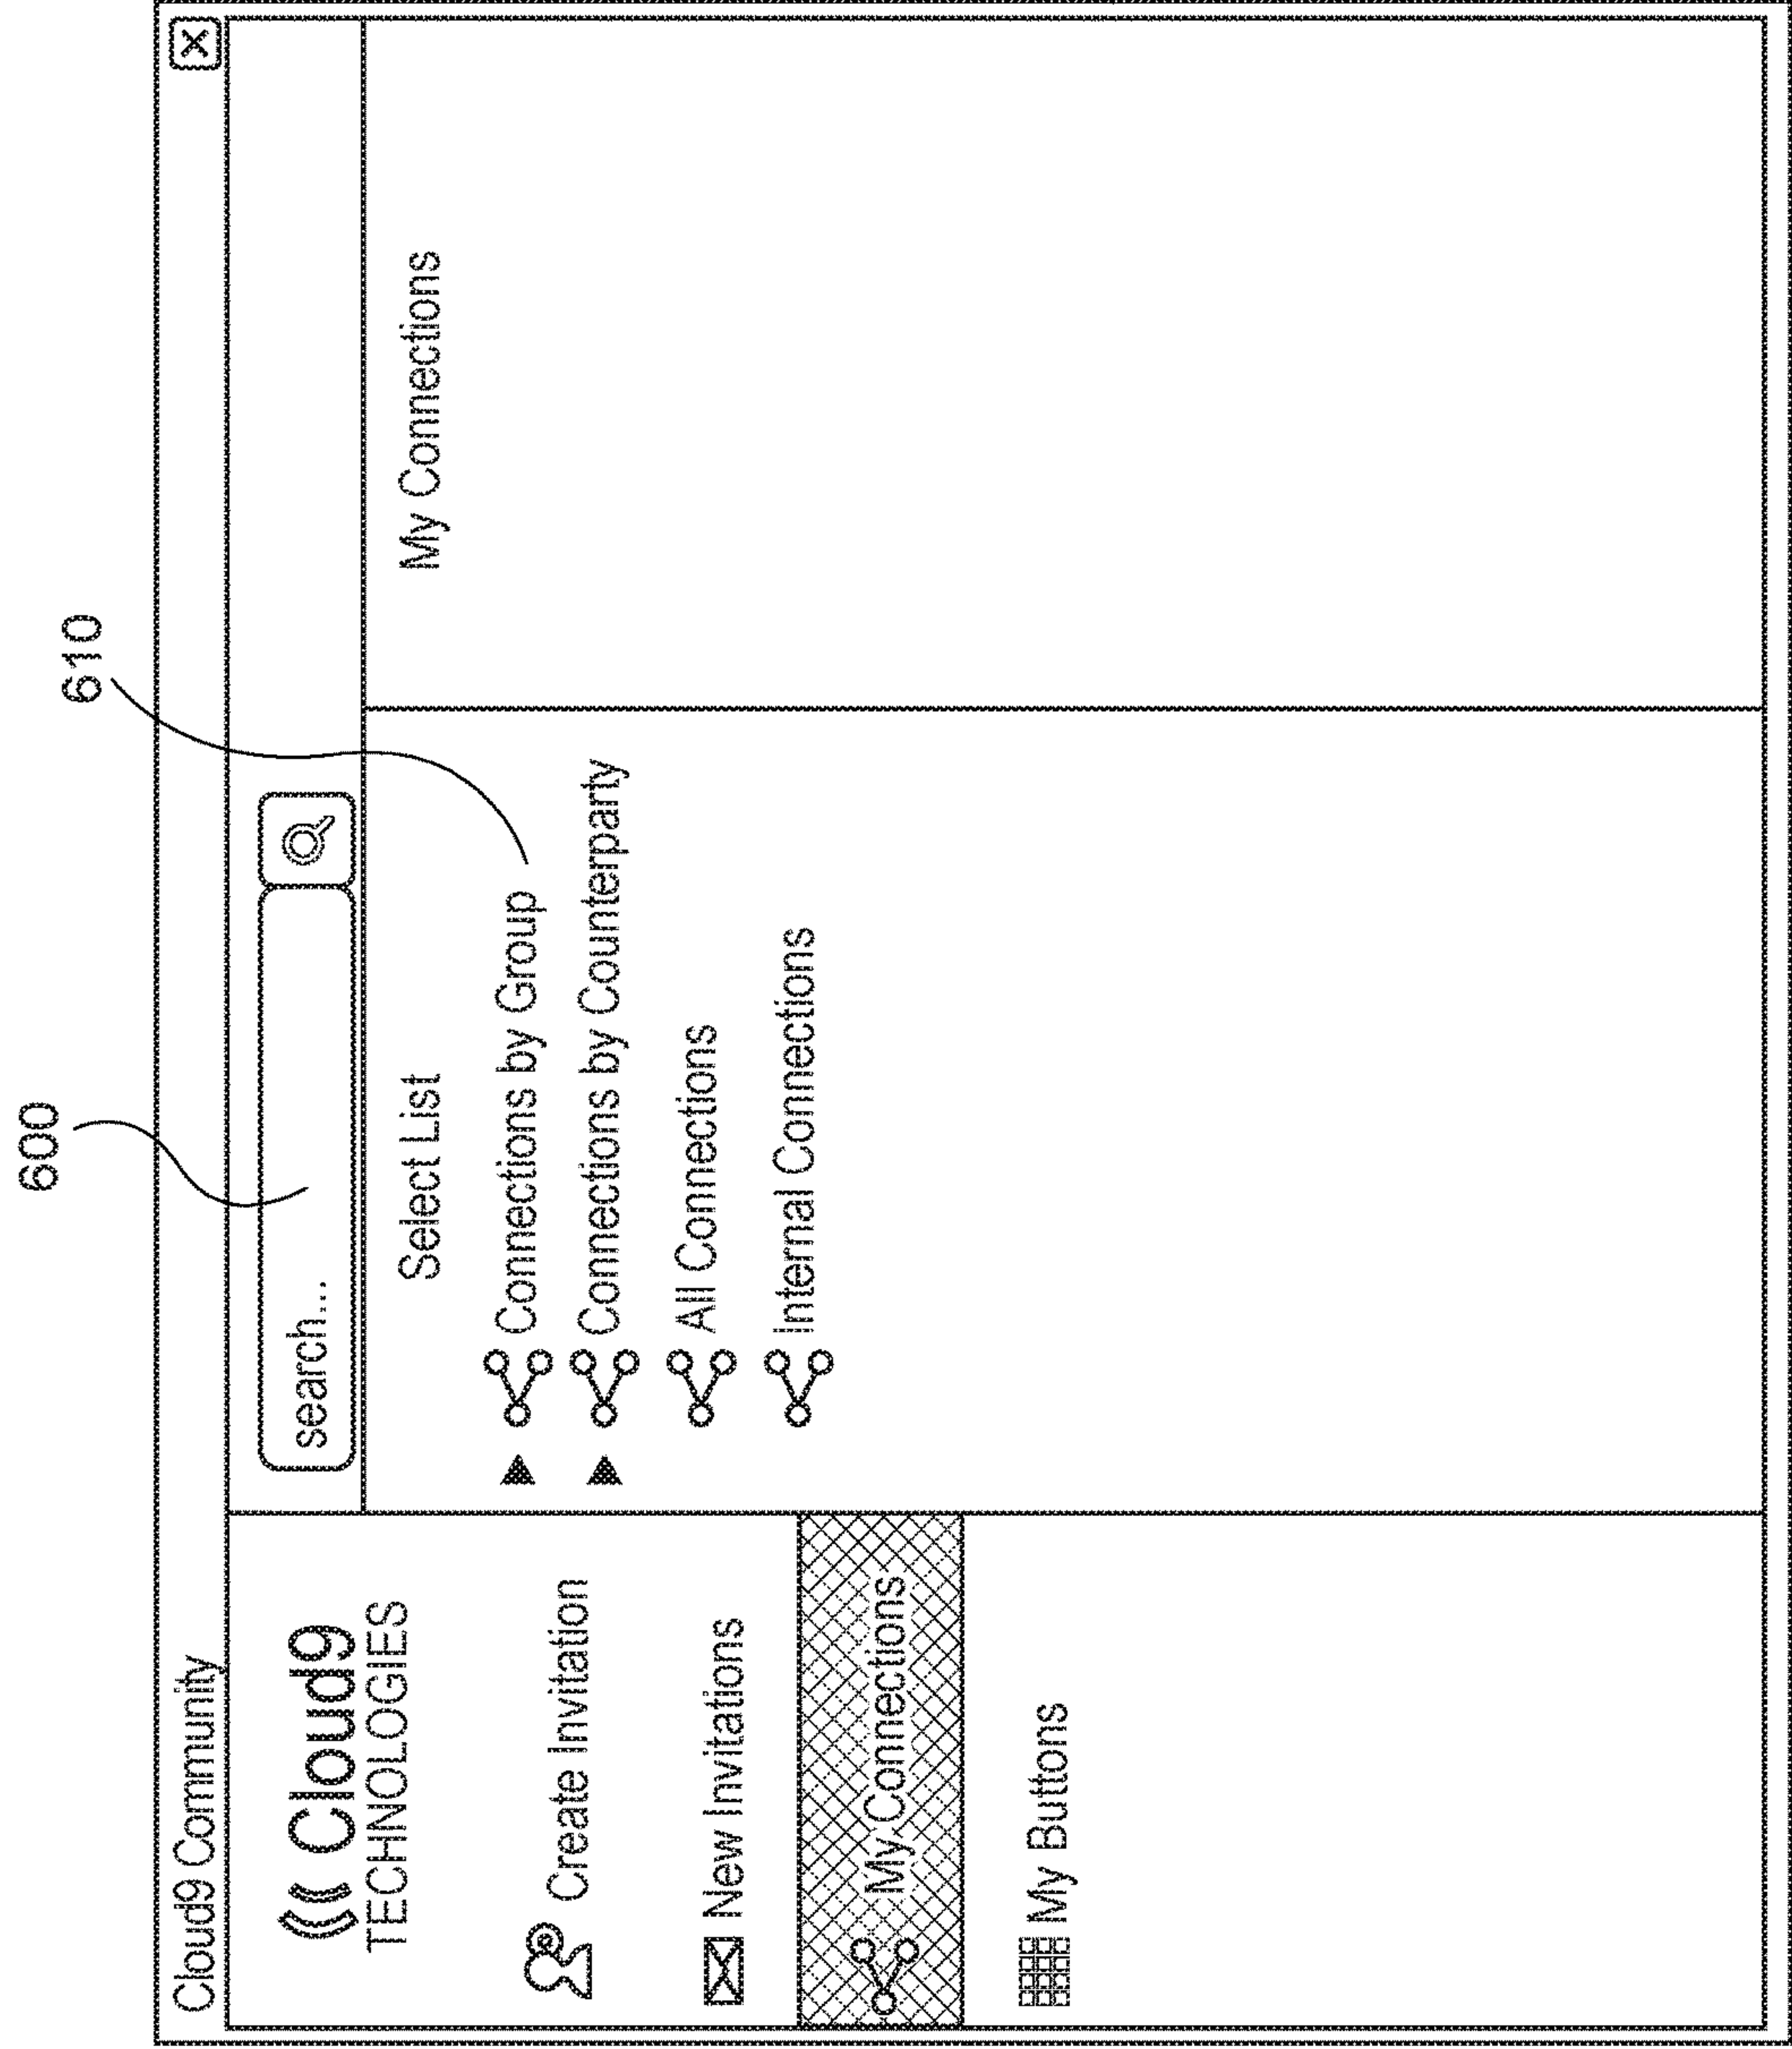 600
610
Cloud9 Community
Cloud9
TECHNOLOGIES
Create Invitation
New Invitations
My Connections
My Buttons
search...
Select List
Connections by Group
Connections by Counterparty
All Connections
Internal Connections
My Connections